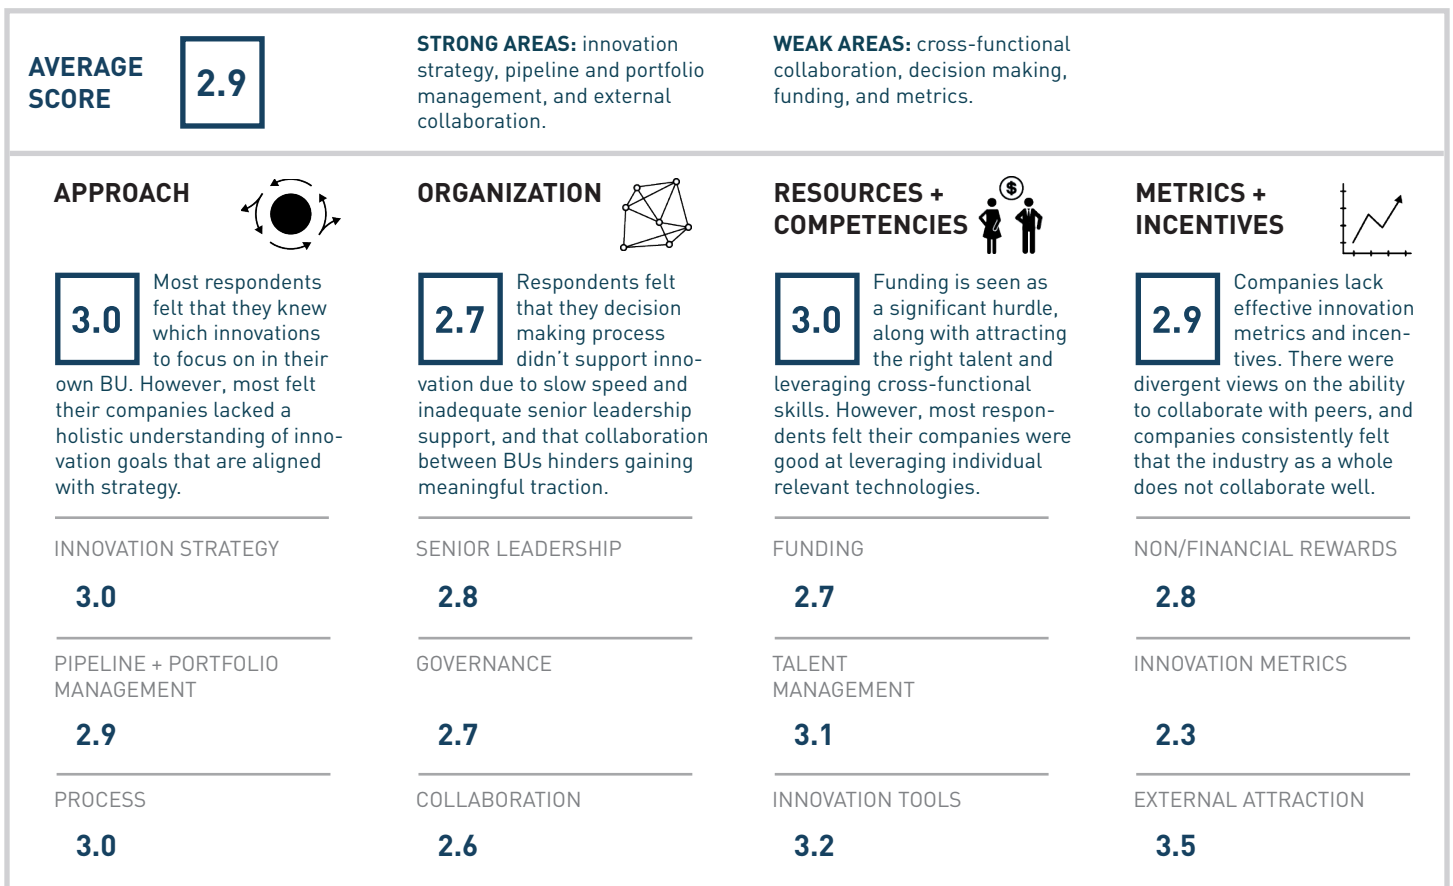 AVERAGE
SCORE
2.9
STRONG AREAS: innovation
strategy, pipeline and portfolio
management, and external
collaboration.
WEAK AREAS: cross-functional
collaboration, decision making,
funding, and metrics.
APPROACH
3.0
Most respondents
felt that they knew
which innovations
to focus on in their
own BU. However, most felt
their companies lacked a
holistic understanding of inno-
vation goals that are aligned
with strategy.
INNOVATION STRATEGY
3.0
PIPELINE + PORTFOLIO
MANAGEMENT
2.9
PROCESS
3.0
ORGANIZATION
2.7
Respondents felt
that they decision
making process
didn't support inno-
vation due to slow speed and
inadequate senior leadership
support, and that collaboration
between BUs hinders gaining
meaningful traction.
SENIOR LEADERSHIP
2.8
GOVERNANCE
2.7
COLLABORATION
2.6
RESOURCES +
COMPETENCIES
$
3.0
Funding is seen as
a significant hurdle,
along with attracting
the right talent and
leveraging cross-functional
skills. However, most respon-
dents felt their companies were
good at leveraging individual
relevant technologies.
FUNDING
2.7
TALENT
MANAGEMENT
3.1
INNOVATION TOOLS
3.2
METRICS +
INCENTIVES
2.9
Companies lack
effective innovation
metrics and incen-
tives. There were
divergent views on the ability
to collaborate with peers, and
companies consistently felt
that the industry as a whole
does not collaborate well.
NON/FINANCIAL REWARDS
2.8
INNOVATION METRICS
2.3
EXTERNAL ATTRACTION
3.5